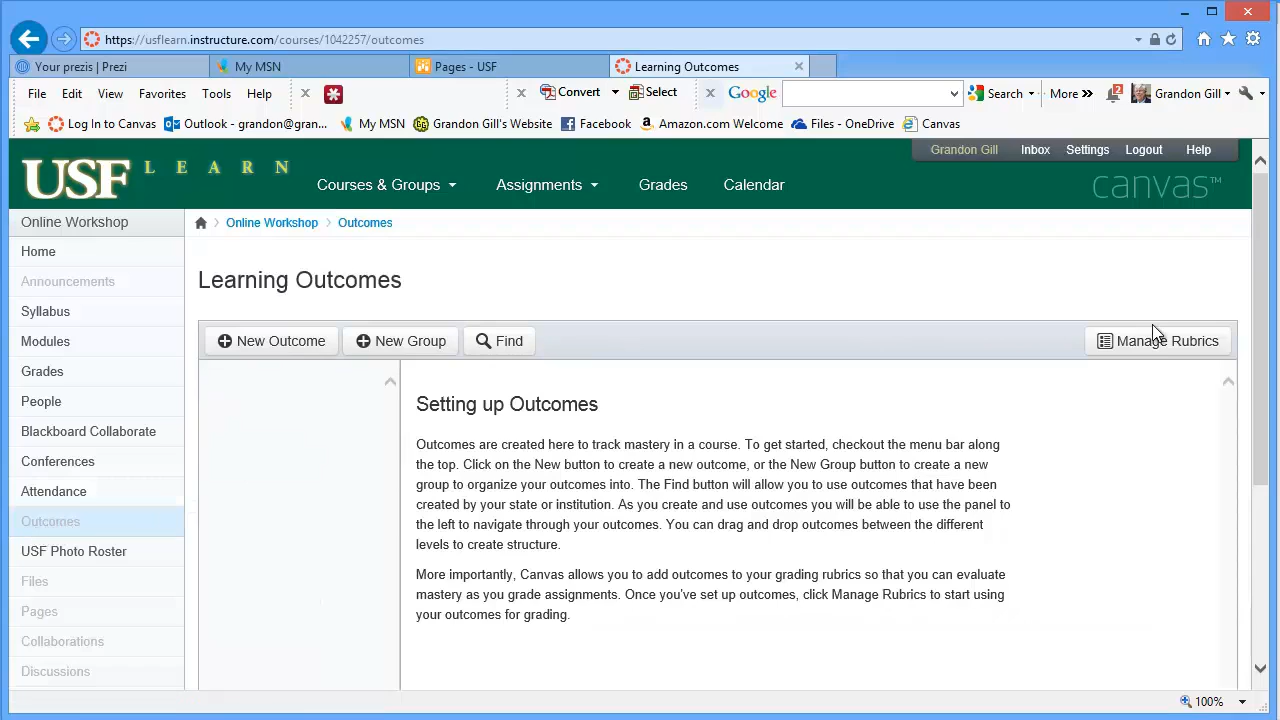 https://usflearn.instructure.com/courses/1042257/outcomes
Your prezis | Prezi
My MSN
Pages - USF
Learning Outcomes
File Edit View Favorites Tools Help
Convert Select
Google
Search More » 2 Grandon Gill
Log In to Canvas Outlook - grandon@gran... My MSN Grandon Gill's Website Facebook Amazon.com Welcome Files - OneDrive Canvas
Grandon Gill Inbox Settings Logout Help
USF LEARN
Courses & Groups Assignments Grades Calendar
canvas™
Online Workshop
Online Workshop > Outcomes
Home
Announcements
Syllabus
Modules
Grades
People
Blackboard Collaborate
Conferences
Attendance
Outcomes
USF Photo Roster
Files
Pages
Collaborations
Discussions
Learning Outcomes
New Outcome New Group Find Manage Rubrics
Setting up Outcomes
Outcomes are created here to track mastery in a course. To get started, checkout the menu bar along
the top. Click on the New button to create a new outcome, or the New Group button to create a new
group to organize your outcomes into. The Find button will allow you to use outcomes that have been
created by your state or institution. As you create and use outcomes you will be able to use the panel to
the left to navigate through your outcomes. You can drag and drop outcomes between the different
levels to create structure.
More importantly, Canvas allows you to add outcomes to your grading rubrics so that you can evaluate
mastery as you grade assignments. Once you've set up outcomes, click Manage Rubrics to start using
your outcomes for grading.
100%